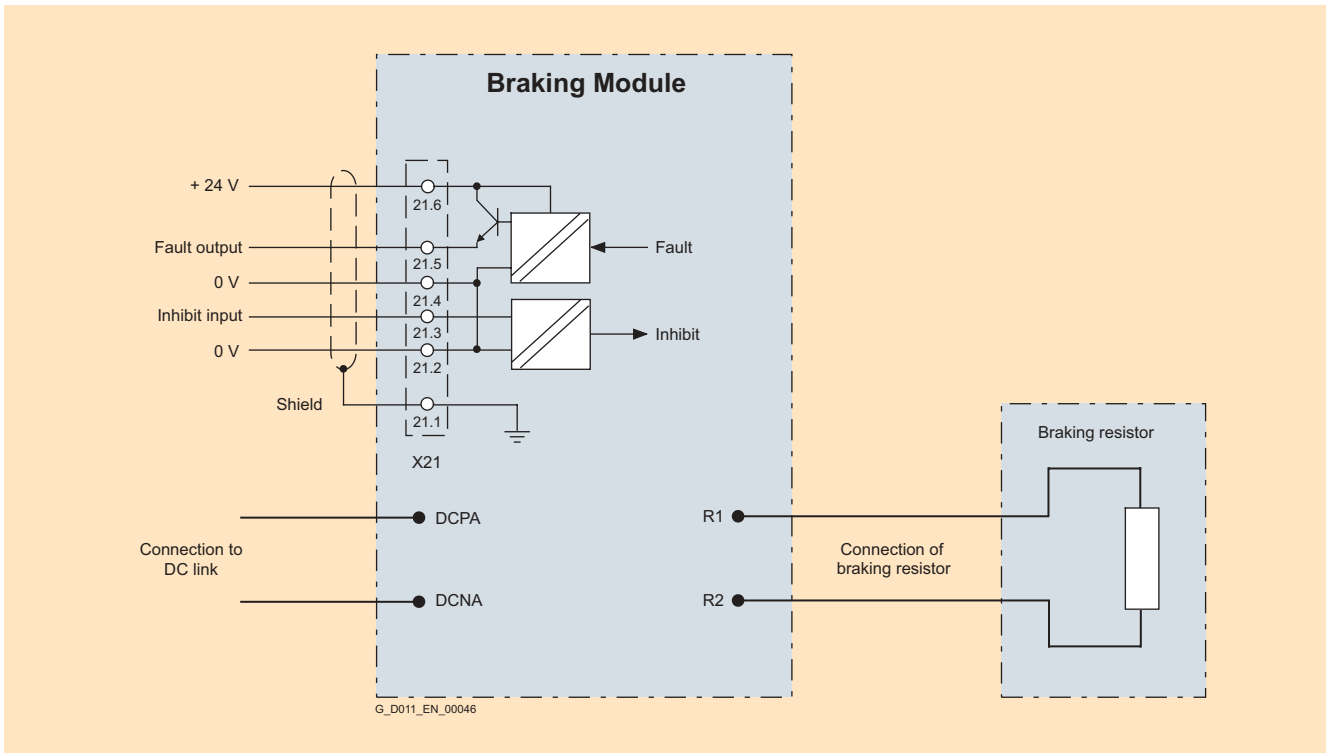 Braking Module
+ 24 V
21.6
Fault output
21.5
Fault
0 V
21.4
Inhibit input
21.3
Inhibit
0 V
21.2
Shield
21.1
X21
Braking resistor
DCPA
R1
Connection to
DC link
Connection of
braking resistor
DCNA
R2
G_D011_EN_00046